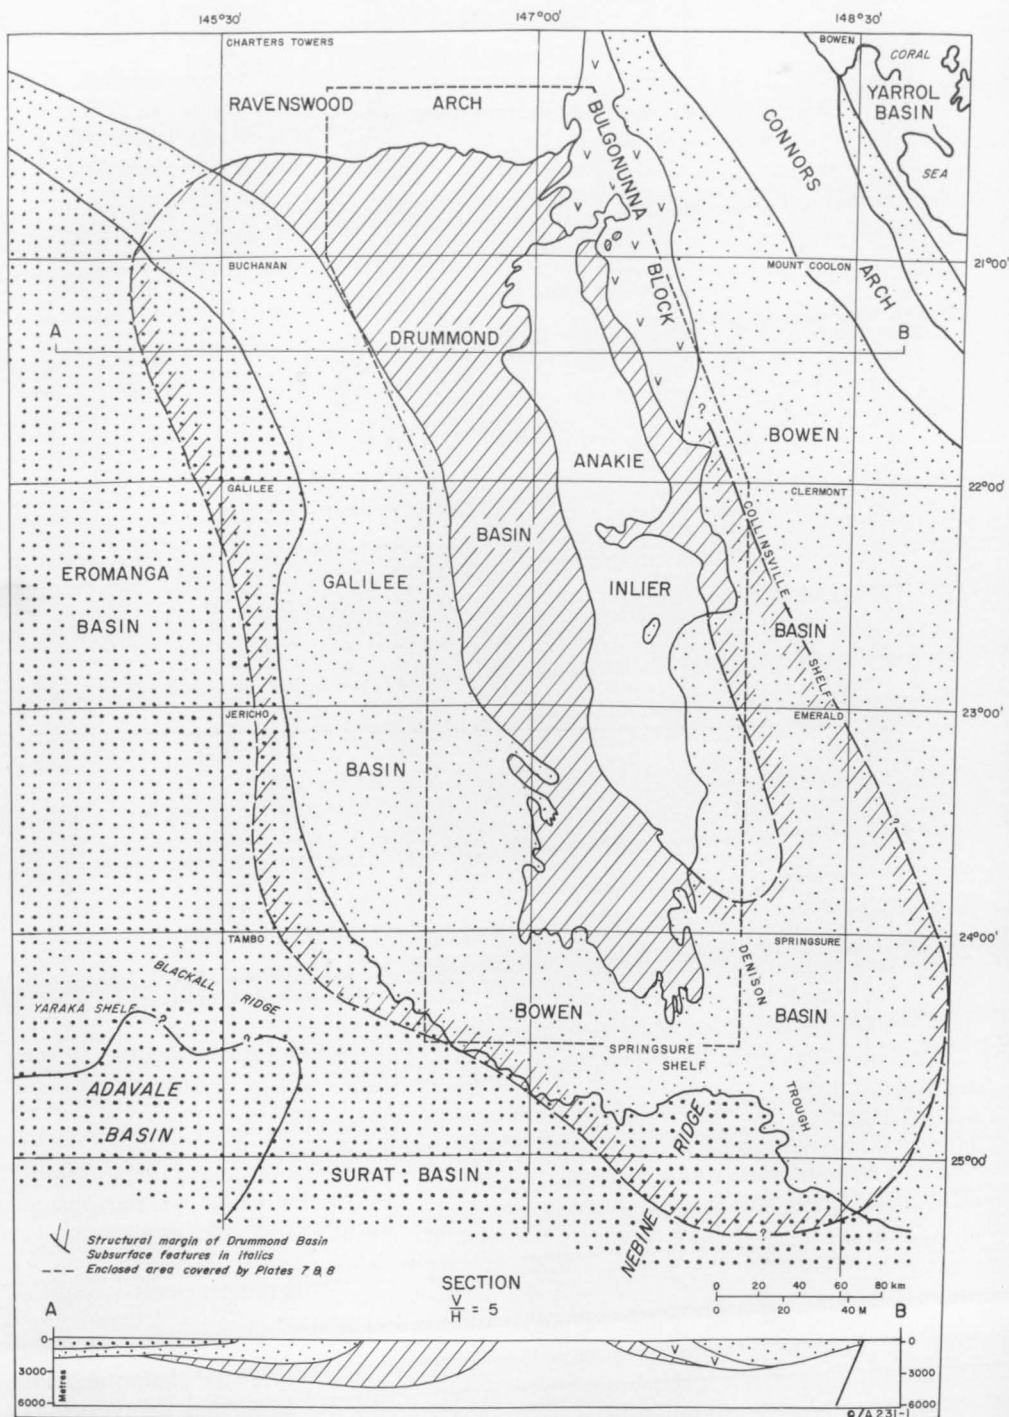 145°30'
147°00'
148°30'
CHARTERS TOWERS
BOWEN
CORAL
YARROL
BASIN
SEA
RAVENSWOOD ARCH
BULGONUNNA
BLOCK
CONNORS
ARCH
BUCHANAN
MOUNT COOLON
21°00'
A
B
DRUMMOND
BASIN
ANAKIE
INLIER
BOWEN
BASIN
?
GALILEE
CLERMONT
22°00'
COLLINSVILLE
SHELF
EROMANGA
BASIN
GALILEE
BASIN
JERICHO
EMERALD
23°00'
?
TAMBO
SPRINGSURE
24°00'
BLACKALL
RIDGE
YARAKA SHELF
?
?
DENISON
TROUGH
BOWEN
BASIN
SPRINGSURE
SHELF
ADAVALE
BASIN
NEBINE
RIDGE
SURAT BASIN
25°00'
?
Structural margin of Drummond Basin
Subsurface features in italics
Enclosed area covered by Plates 7 & 8
0 20 40 60 80 km
0 20 40 M
SECTION
V/H = 5
A
B
0
3000
6000
Metres
0
3000
6000
Q/A 231-1